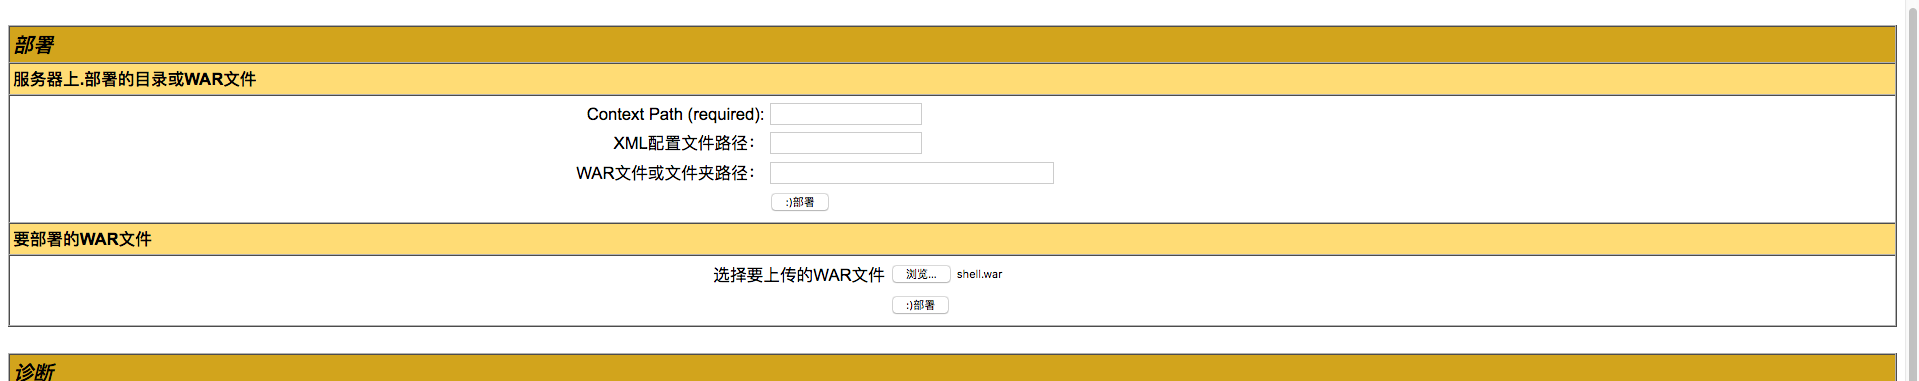 部署
服务器上.部署的目录或WAR文件
Context Path (required):
XML配置文件路径：
WAR文件或文件夹路径：
:)部署
要部署的WAR文件
选择要上传的WAR文件 浏览... shell.war
:)部署
诊断